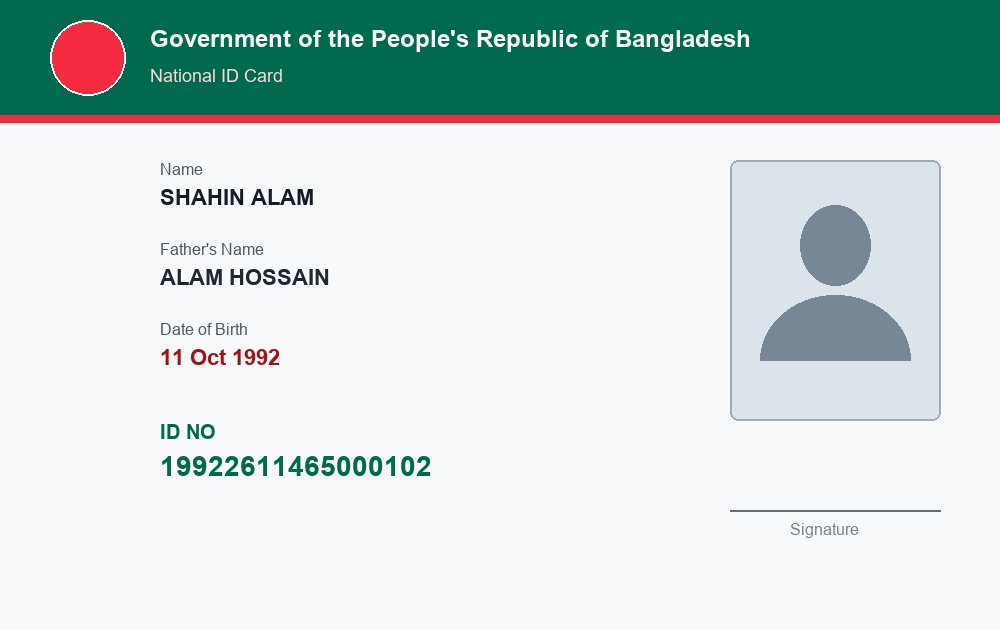 Government of the People's Republic of Bangladesh
National ID Card
Name
SHAHIN ALAM
Father's Name
ALAM HOSSAIN
Date of Birth
11 Oct 1992
ID NO
19922611465000102
Signature